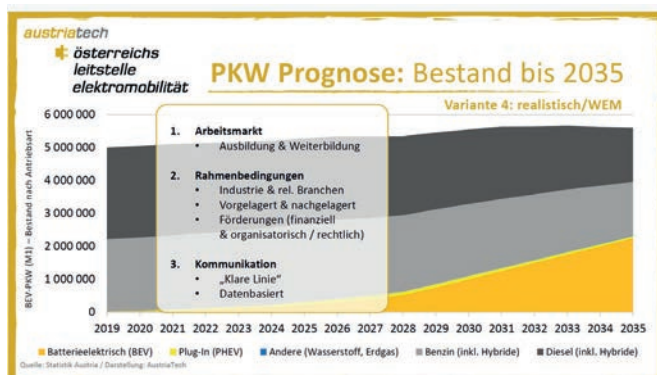 austriatech
österreichs
leitstelle
elektromobilität
PKW Prognose: Bestand bis 2035
Variante 4: realistisch/WEM
BEV-PKW (M1) – Bestand nach Antriebsart
6 000 000
5 000 000
4 000 000
3 000 000
2 000 000
1 000 000
0
1. Arbeitsmarkt
• Ausbildung & Weiterbildung
2. Rahmenbedingungen
• Industrie & rel. Branchen
• Vorgelagert & nachgelagert
• Förderungen (finanziell
& organisatorisch / rechtlich)
3. Kommunikation
• „Klare Linie“
• Datenbasiert
2019 2020 2021 2022 2023 2024 2025 2026 2027 2028 2029 2030 2031 2032 2033 2034 2035
Batterieelektrisch (BEV) Plug-In (PHEV) Andere (Wasserstoff, Erdgas) Benzin (inkl. Hybride) Diesel (inkl. Hybride)
Quelle: Statistik Austria / Darstellung: AustriaTech